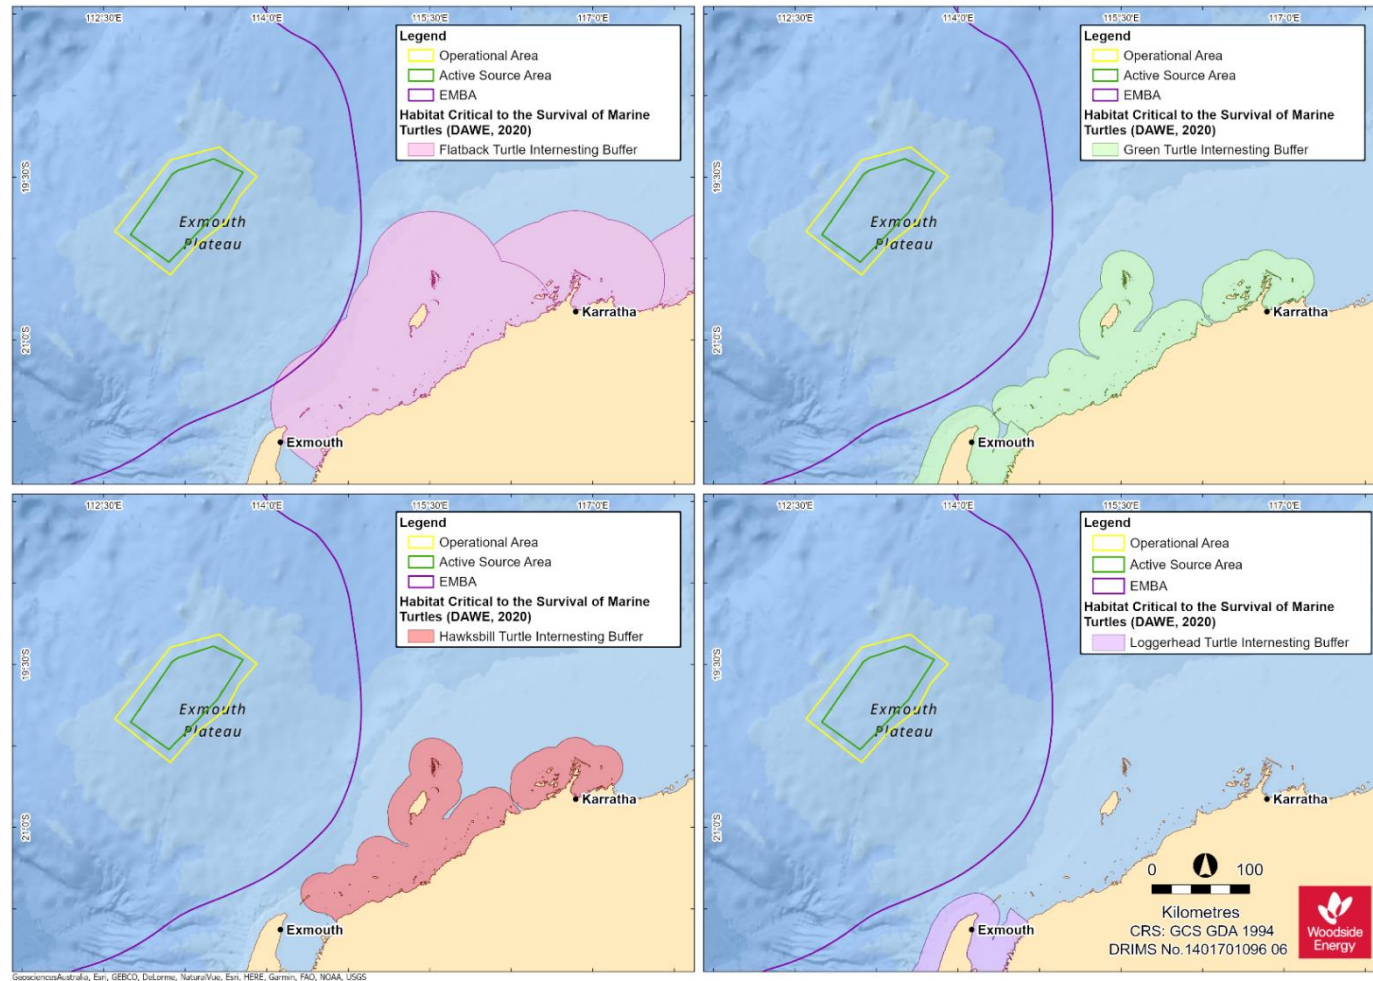 112°30'E 114°0'E 115°30'E 117°0'E
Legend
Operational Area
Active Source Area
EMBA
Habitat Critical to the Survival of Marine
Turtles (DAWE, 2020)
Flatback Turtle Internesting Buffer
19°30'S
Exmouth
Plateau
21°0'S
Karratha
Exmouth
112°30'E 114°0'E 115°30'E 117°0'E
Legend
Operational Area
Active Source Area
EMBA
Habitat Critical to the Survival of Marine
Turtles (DAWE, 2020)
Green Turtle Internesting Buffer
19°30'S
Exmouth
Plateau
21°0'S
Karratha
Exmouth
112°30'E 114°0'E 115°30'E 117°0'E
Legend
Operational Area
Active Source Area
EMBA
Habitat Critical to the Survival of Marine
Turtles (DAWE, 2020)
Hawksbill Turtle Internesting Buffer
19°30'S
Exmouth
Plateau
21°0'S
Karratha
Exmouth
112°30'E 114°0'E 115°30'E 117°0'E
Legend
Operational Area
Active Source Area
EMBA
Habitat Critical to the Survival of Marine
Turtles (DAWE, 2020)
Loggerhead Turtle Internesting Buffer
19°30'S
Exmouth
Plateau
21°0'S
Karratha
Exmouth
0 100
Kilometres
CRS: GCS GDA 1994
DRIMS No.1401701096 06
Woodside
Energy
GeosciencesAustralia, Esri, GEBCO, DeLorme, NaturalVue, Esri, HERE, Garmin, FAO, NOAA, USGS